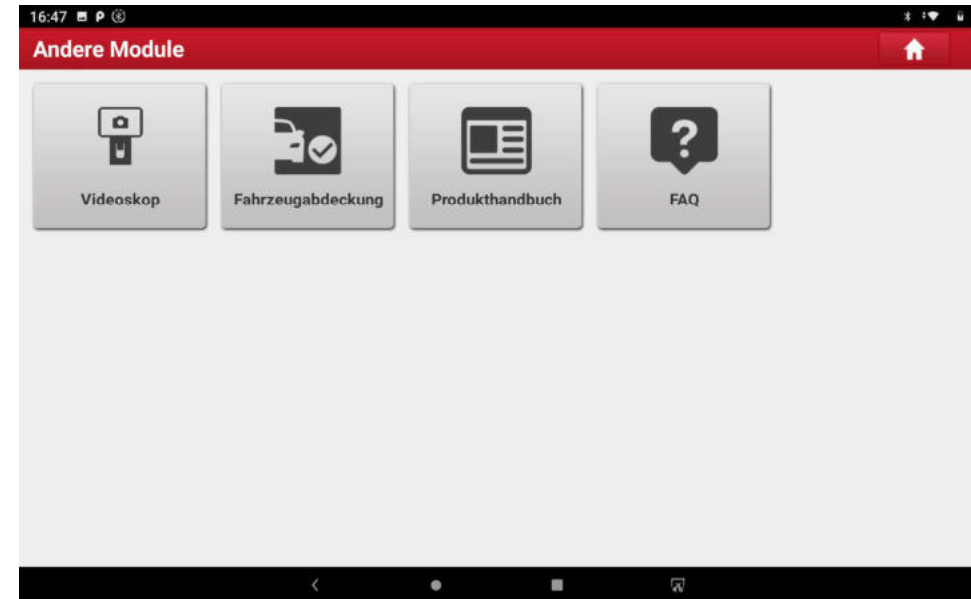 16:47 P
Andere Module
Videoskop
Fahrzeugabdeckung
Produkthandbuch
FAQ